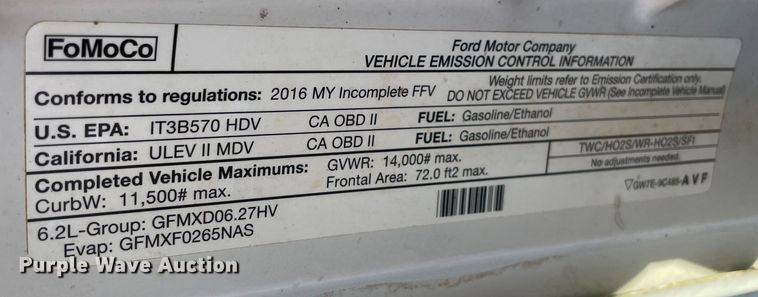 FoMoCo
Ford Motor Company
VEHICLE EMISSION CONTROL INFORMATION
Conforms to regulations: 2016 MY Incomplete FFV
Weight limits refer to Emission Certification only.
DO NOT EXCEED VEHICLE GVWR (See Incomplete Vehicle Manual)
U.S. EPA: IT3B570 HDV CA OBD II FUEL: Gasoline/Ethanol
California: ULEV II MDV CA OBD II FUEL: Gasoline/Ethanol
TWC/HO2S/WR-HO2S/SFI
No adjustments needed.
Completed Vehicle Maximums: GVWR: 14,000# max.
CurbW: 11,500# max. Frontal Area: 72.0 ft2 max.
6.2L-Group: GFMXD06.27HV
Evap: GFMXF0265NAS
GW7E-9C485-AVF
Purple Wave Auction